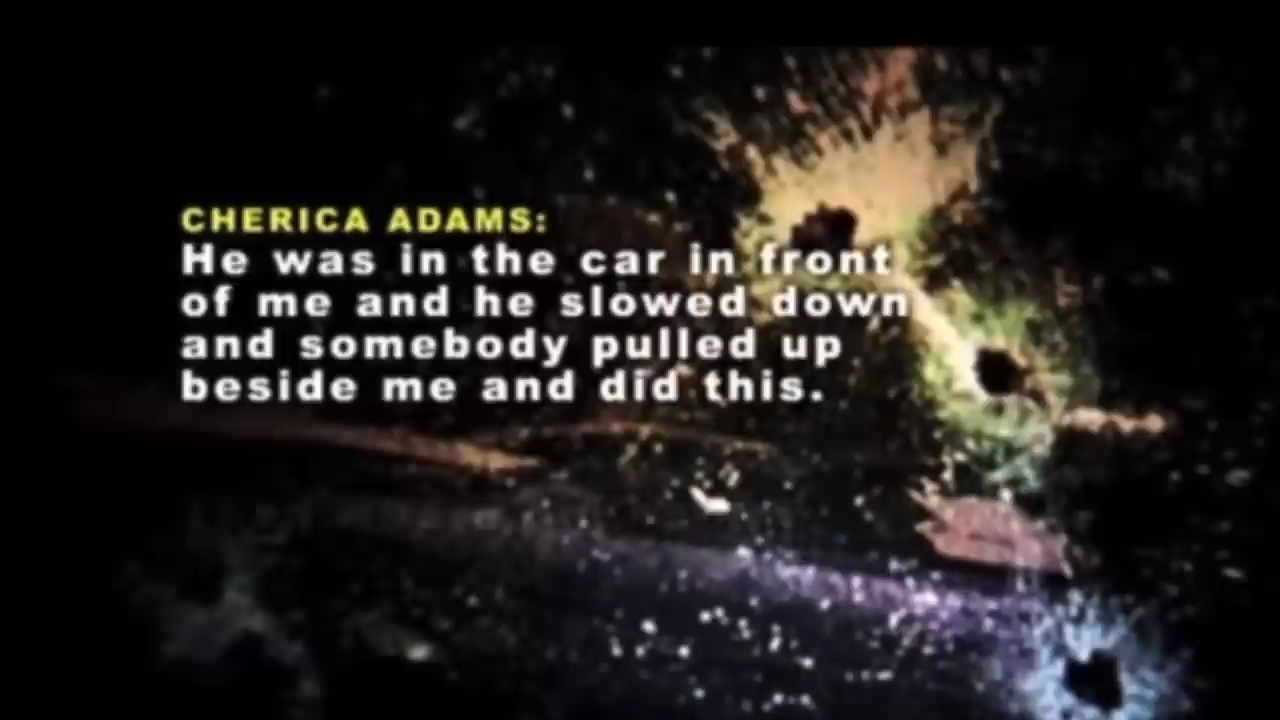 CHERICA ADAMS:
He was in the car in front
of me and he slowed down
and somebody pulled up
beside me and did this.